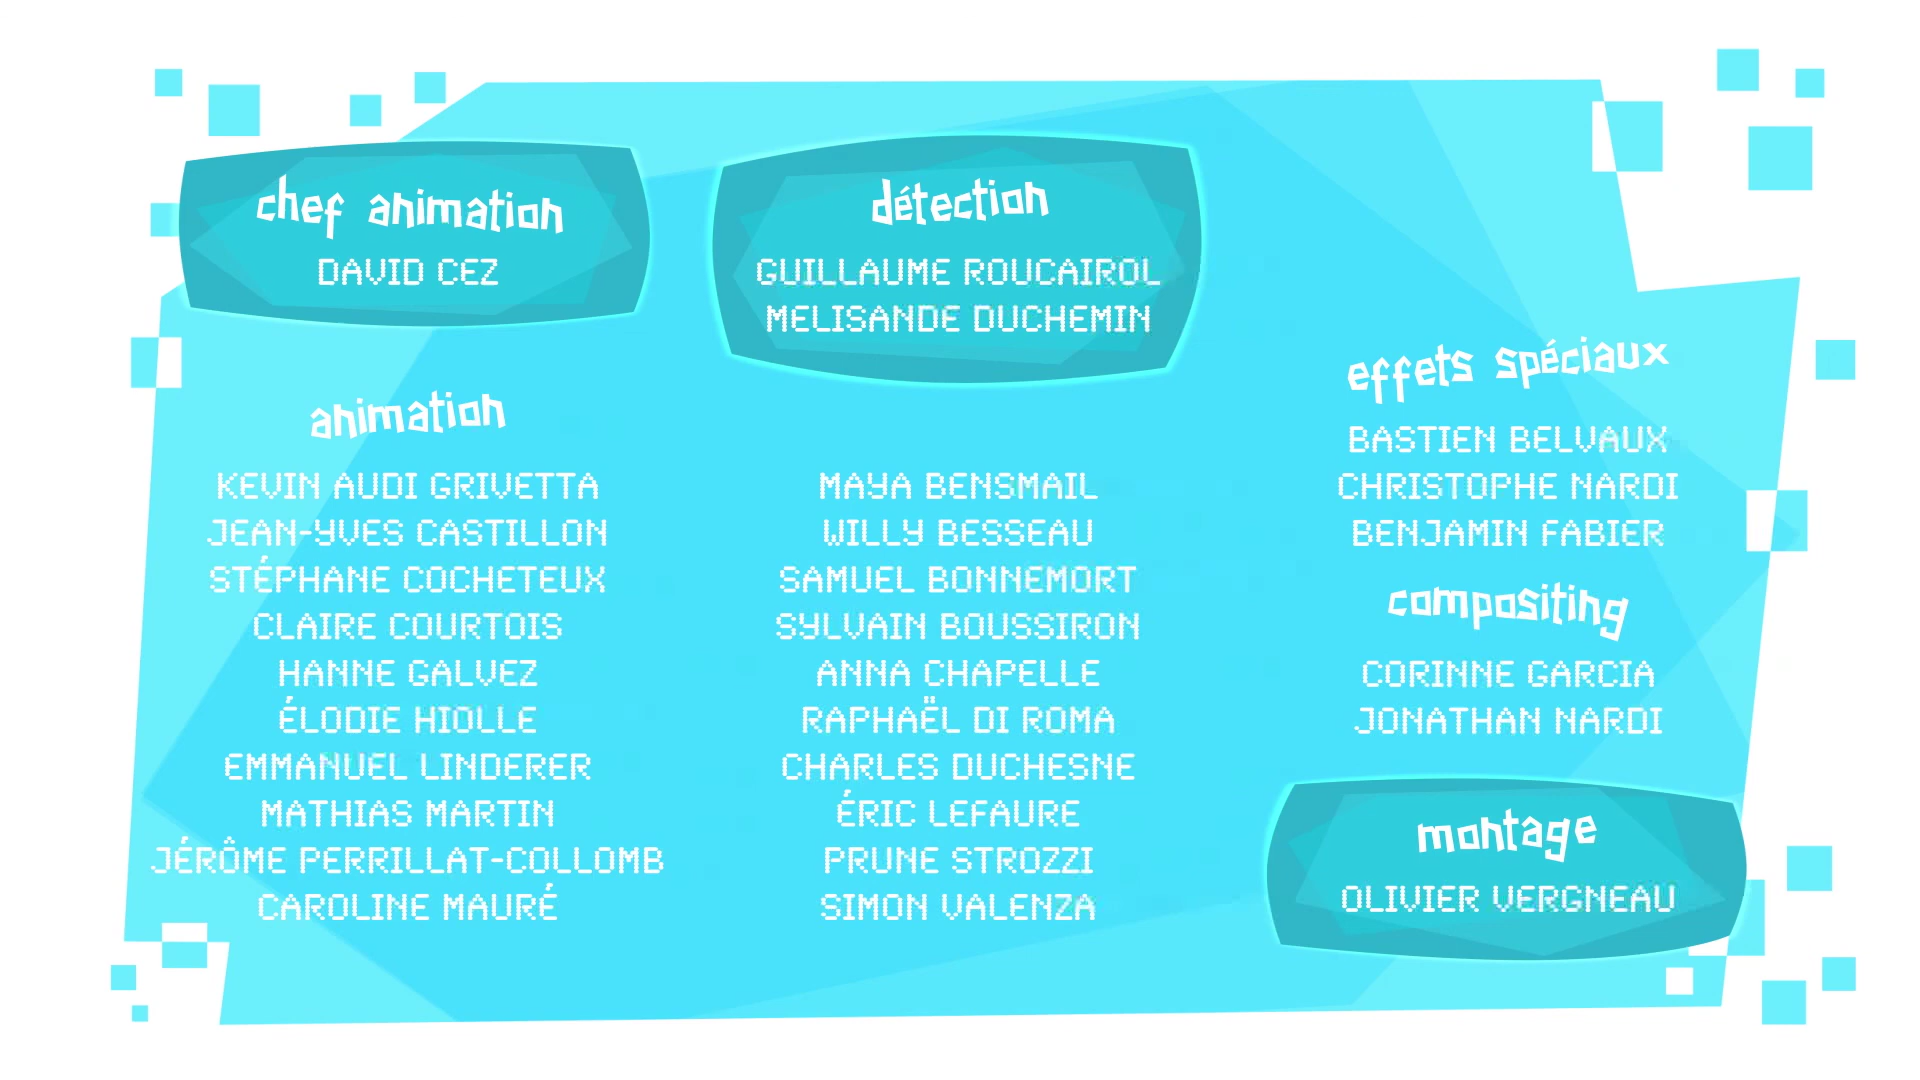 chef animation
DAVID CEZ
animation
KEVIN AUDI GRIVETTA
JEAN-YVES CASTILLON
STÉPHANE COCHETEUX
CLAIRE COURTOIS
HANNE GALVEZ
ÉLODIE HIOLLE
EMMANUEL LINDERER
MATHIAS MARTIN
JÉRÔME PERRILLAT-COLLOMB
CAROLINE MAURÉ
détection
GUILLAUME ROUCAIROL
MELISANDE DUCHEMIN
MAYA BENSMAIL
WILLY BESSEAU
SAMUEL BONNEMORT
SYLVAIN BOUSSIRON
ANNA CHAPELLE
RAPHAËL DI ROMA
CHARLES DUCHESNE
ÉRIC LEFAURE
PRUNE STROZZI
SIMON VALENZA
effets spéciaux
BASTIEN BELVAUX
CHRISTOPHE NARDI
BENJAMIN FABIER
compositing
CORINNE GARCIA
JONATHAN NARDI
montage
OLIVIER VERGNEAU